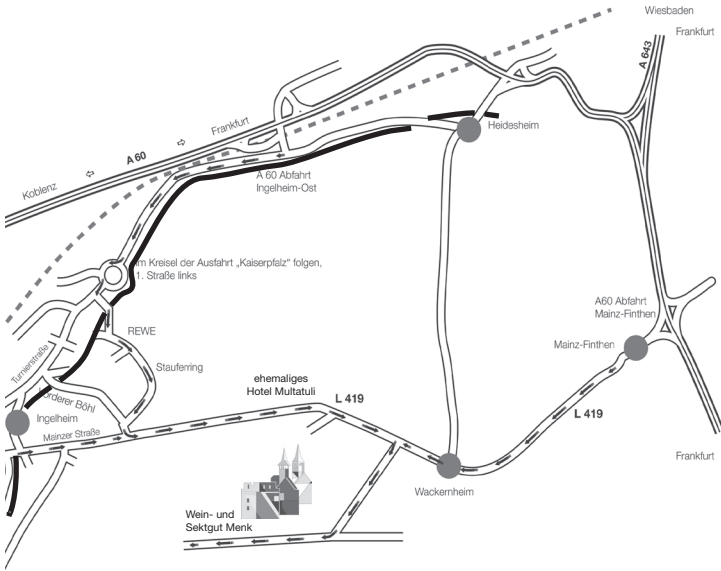 Wiesbaden
Frankfurt
A 643
Frankfurt
Heidesheim
A 60
Koblenz
A 60 Abfahrt
Ingelheim-Ost
Im Kreisel der Ausfahrt „Kaiserpfalz“ folgen,
1. Straße links
A60 Abfahrt
Mainz-Finthen
REWE
Mainz-Finthen
Turnierstraße
Stauferring
ehemaliges
Hotel Multatuli
Vorderer Böhl
L 419
Ingelheim
L 419
Mainzer Straße
Frankfurt
Wackernheim
Wein- und
Sektgut Menk